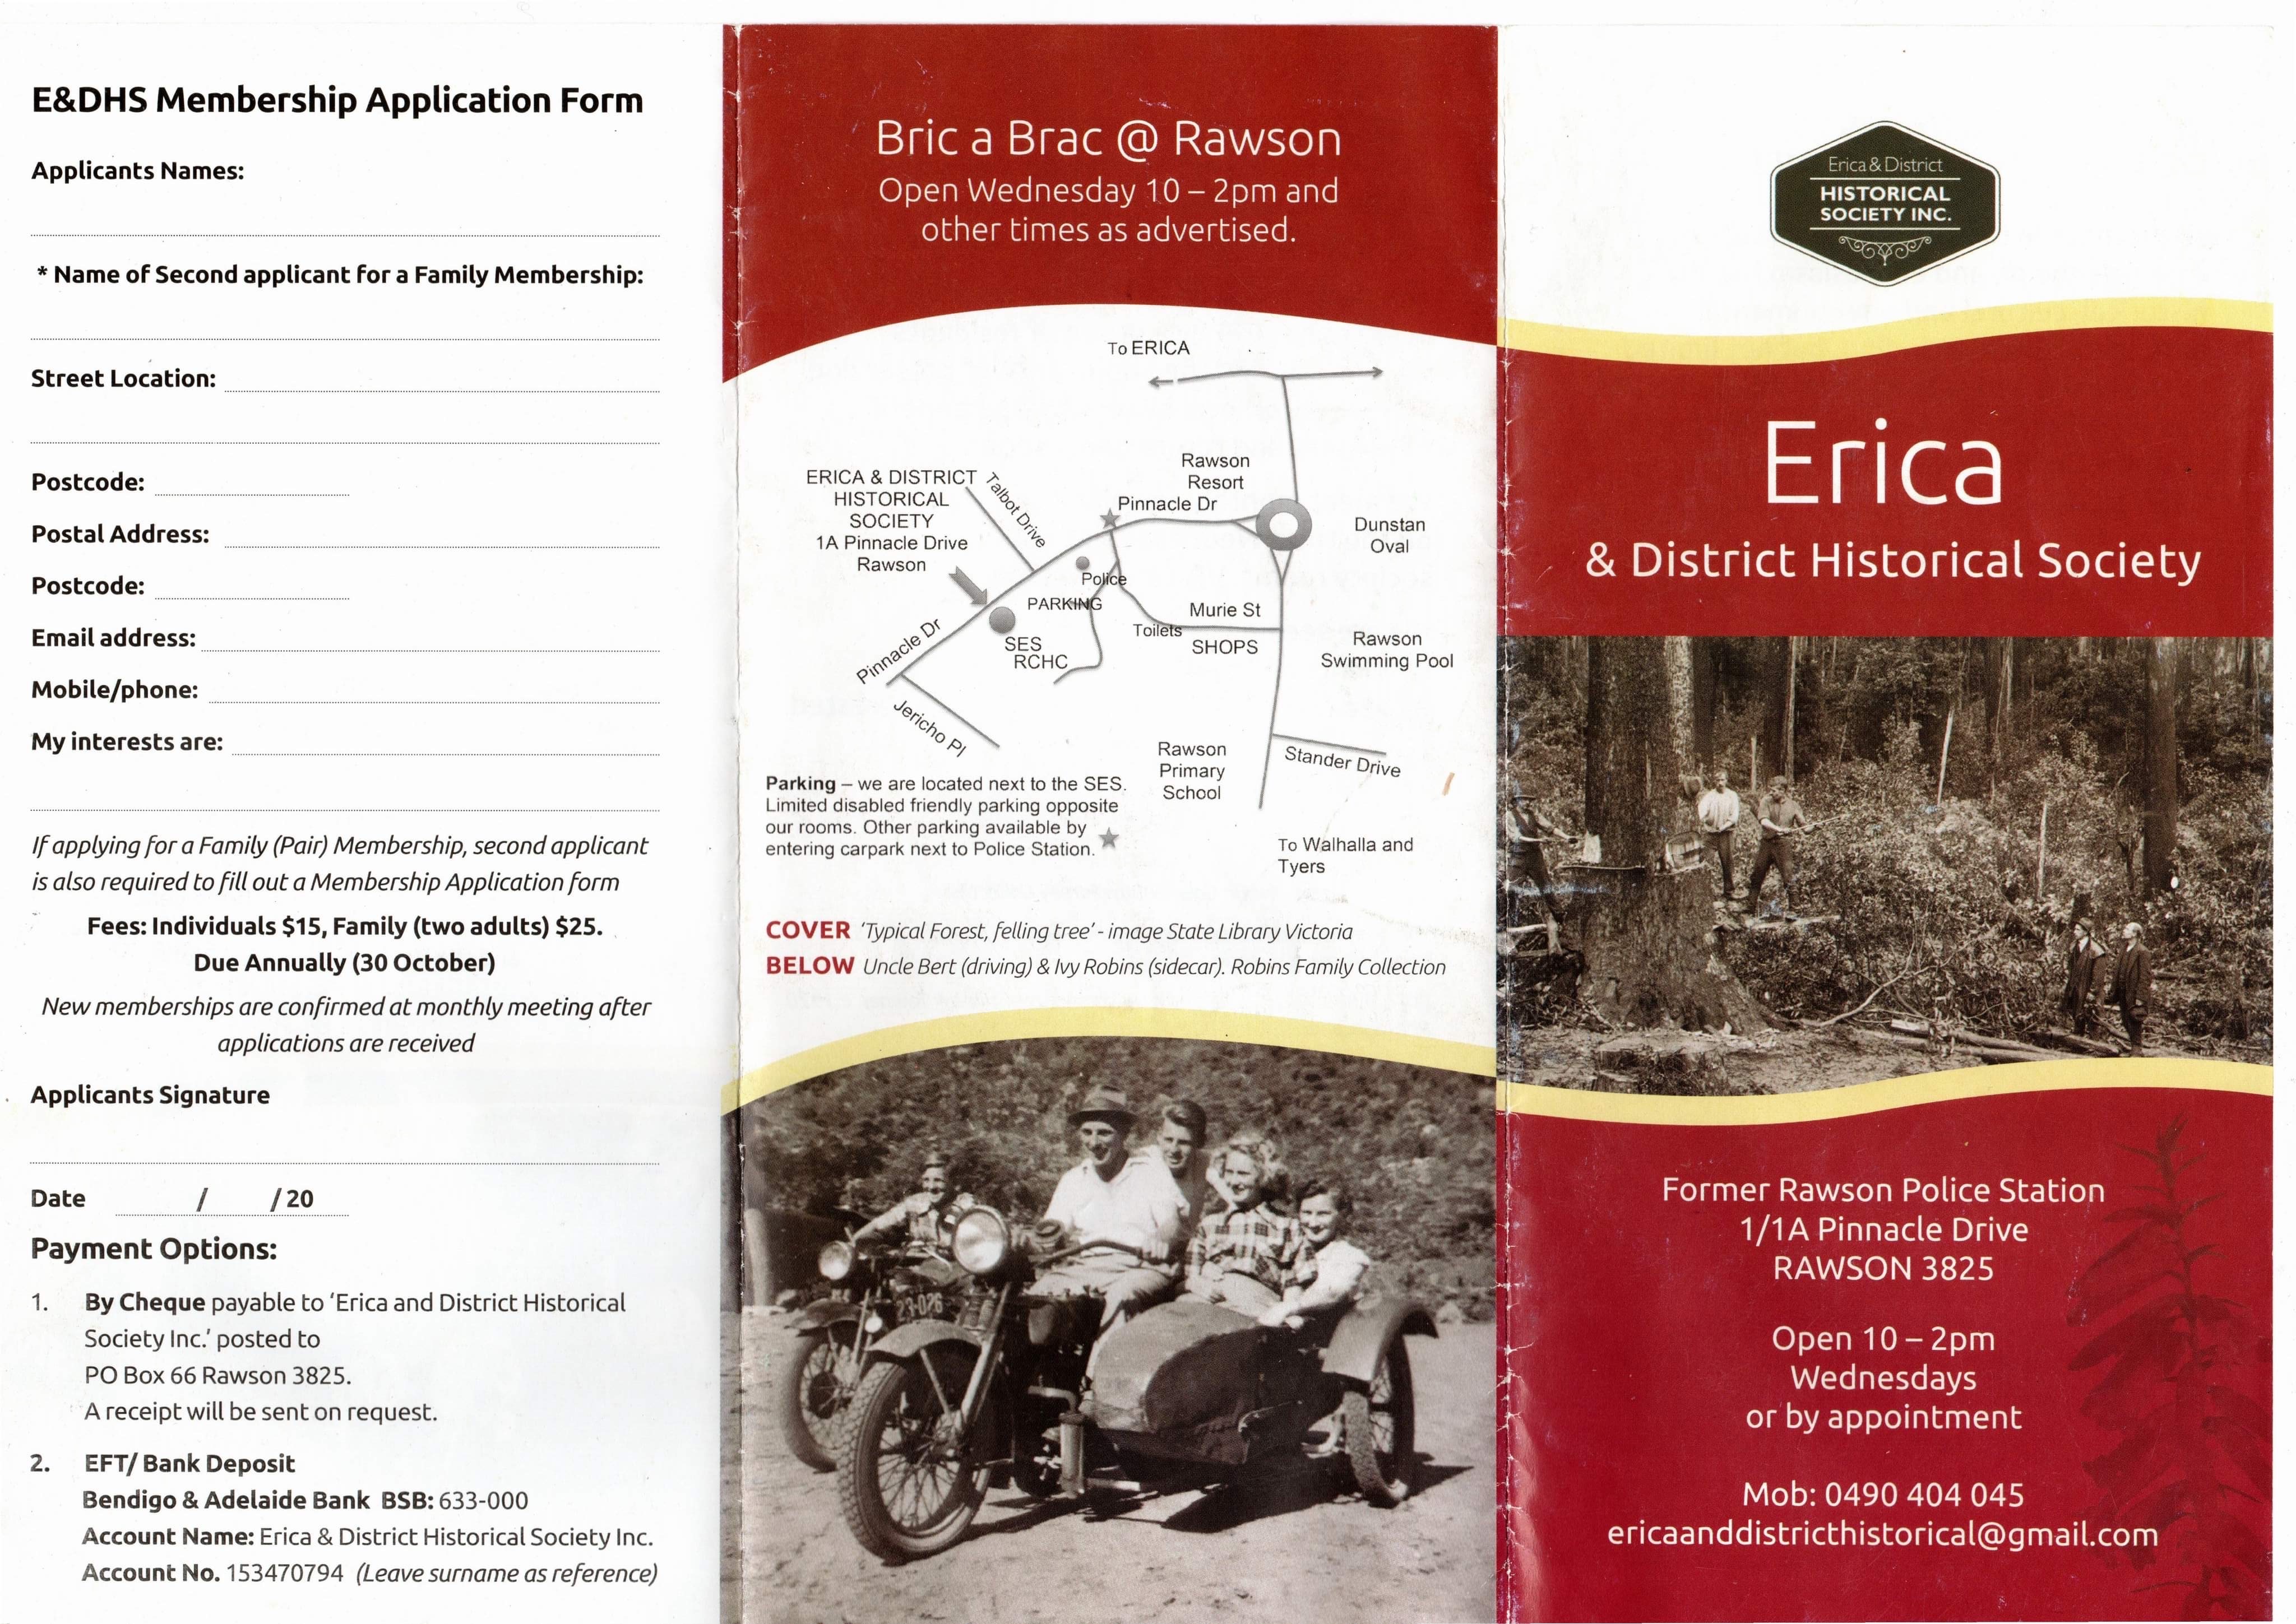 E&DHS Membership Application Form
Applicants Names:
* Name of Second applicant for a Family Membership:
Street Location:
Postcode:
Postal Address:
Postcode:
Email address:
Mobile/phone:
My interests are:
If applying for a Family (Pair) Membership, second applicant
is also required to fill out a Membership Application form
Fees: Individuals $15, Family (two adults) $25.
Due Annually (30 October)
New memberships are confirmed at monthly meeting after
applications are received
Applicants Signature
Date / / 20
Payment Options:
1. By Cheque payable to ‘Erica and District Historical
Society Inc.’ posted to
PO Box 66 Rawson 3825.
A receipt will be sent on request.
2. EFT/ Bank Deposit
Bendigo & Adelaide Bank BSB: 633-000
Account Name: Erica & District Historical Society Inc.
Account No. 153470794 (Leave surname as reference)
Bric a Brac @ Rawson
Open Wednesday 10 – 2pm and
other times as advertised.
To ERICA
ERICA & DISTRICT
HISTORICAL
SOCIETY
1A Pinnacle Drive
Rawson
Talbot Drive
Rawson
Resort
Pinnacle Dr
Dunstan
Oval
Police
PARKING
Murie St
Toilets
SHOPS
SES
RCHC
Pinnacle Dr
Jericho Pl
Rawson
Swimming Pool
Rawson
Primary
School
Stander Drive
To Walhalla and
Tyers
Parking – we are located next to the SES.
Limited disabled friendly parking opposite
our rooms. Other parking available by
entering carpark next to Police Station.
COVER ‘Typical Forest, felling tree’ - image State Library Victoria
BELOW Uncle Bert (driving) & Ivy Robins (sidecar). Robins Family Collection
23-026
Erica & District
HISTORICAL
SOCIETY INC.
Erica
& District Historical Society
Former Rawson Police Station
1/1A Pinnacle Drive
RAWSON 3825
Open 10 – 2pm
Wednesdays
or by appointment
Mob: 0490 404 045
ericaanddistricthistorical@gmail.com